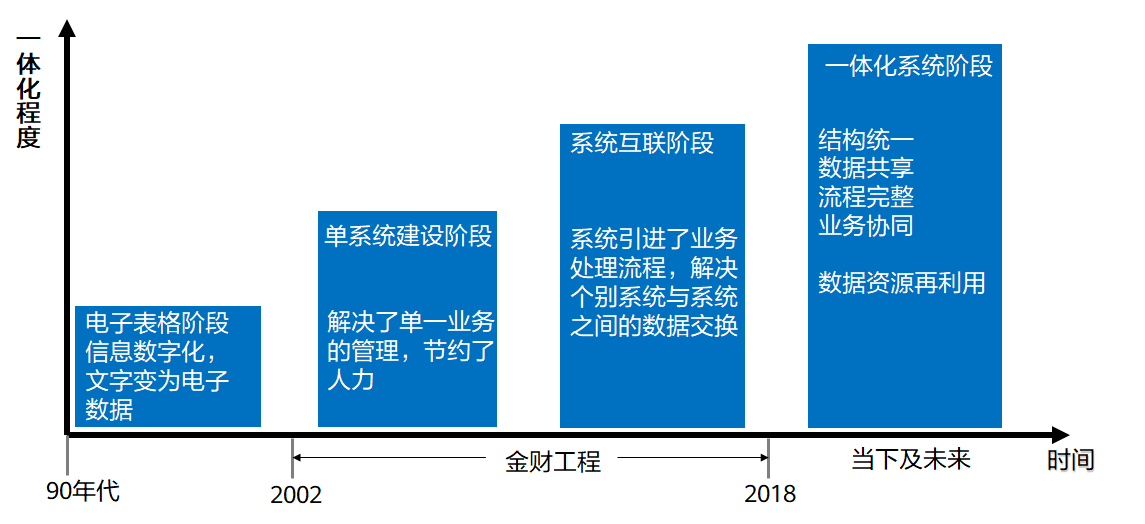 一体化程度
电子表格阶段
信息数字化，
文字变为电子
数据
单系统建设阶段
解决了单一业务
的管理，节约了
人力
系统互联阶段
系统引进了业务
处理流程，解决
个别系统与系统
之间的数据交换
一体化系统阶段
结构统一
数据共享
流程完整
业务协同
数据资源再利用
金财工程
当下及未来
时间
90年代
2002
2018